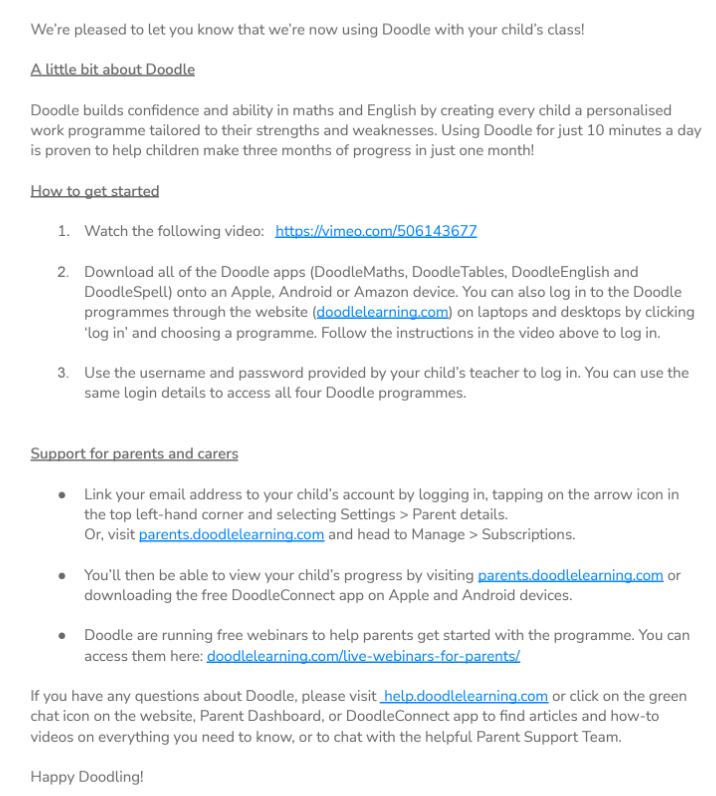 We're pleased to let you know that we're now using Doodle with your child's class!
A little bit about Doodle
Doodle builds confidence and ability in maths and English by creating every child a personalised
work programme tailored to their strengths and weaknesses. Using Doodle for just 10 minutes a day
is proven to help children make three months of progress in just one month!
How to get started
1. Watch the following video: https://vimeo.com/506143677
2. Download all of the Doodle apps (DoodleMaths, DoodleTables, DoodleEnglish and
DoodleSpell) onto an Apple, Android or Amazon device. You can also log in to the Doodle
programmes through the website (doodlelearning.com) on laptops and desktops by clicking
'log in' and choosing a programme. Follow the instructions in the video above to log in.
3. Use the username and password provided by your child's teacher to log in. You can use the
same login details to access all four Doodle programmes.
Support for parents and carers
● Link your email address to your child's account by logging in, tapping on the arrow icon in
the top left-hand corner and selecting Settings > Parent details.
Or, visit parents.doodlelearning.com and head to Manage > Subscriptions.
● You'll then be able to view your child's progress by visiting parents.doodlelearning.com or
downloading the free DoodleConnect app on Apple and Android devices.
● Doodle are running free webinars to help parents get started with the programme. You can
access them here: doodlelearning.com/live-webinars-for-parents/
If you have any questions about Doodle, please visit help.doodlelearning.com or click on the green
chat icon on the website, Parent Dashboard, or DoodleConnect app to find articles and how-to
videos on everything you need to know, or to chat with the helpful Parent Support Team.
Happy Doodling!